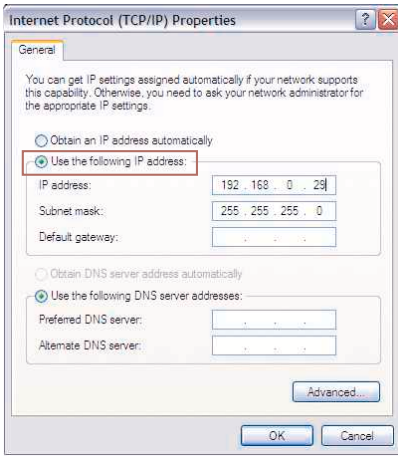 Internet Protocol (TCP/IP) Properties
General
You can get IP settings assigned automatically if your network supports
this capability. Otherwise, you need to ask your network administrator for
the appropriate IP settings.
Obtain an IP address automatically
Use the following IP address:
IP address: 192 . 168 . 0 . 29
Subnet mask: 255 . 255 . 255 . 0
Default gateway: . . .
Obtain DNS server address automatically
Use the following DNS server addresses:
Preferred DNS server: . . .
Alternate DNS server: . . .
Advanced...
OK Cancel